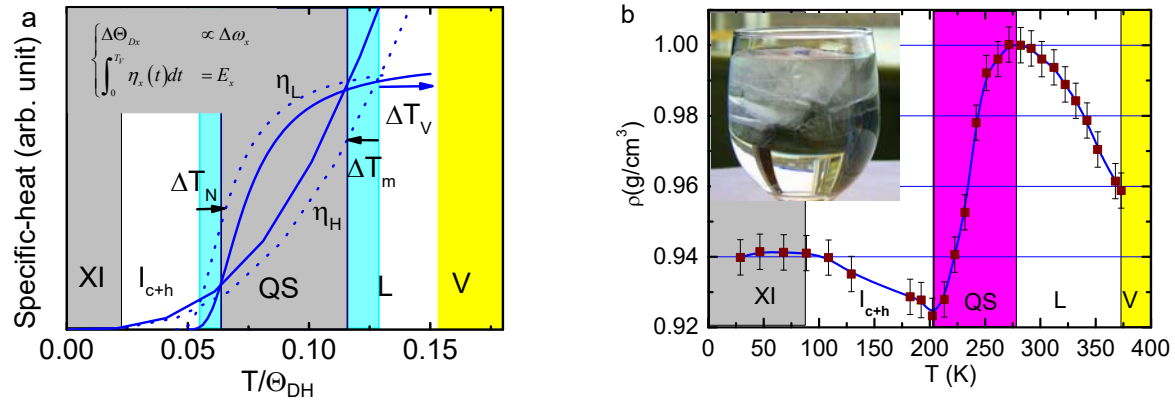 a
Specific-heat (arb. unit)
ΔΘDx ∝ Δωx
∫0TV ηx(t)dt = Ex
ηL
ΔTV
ΔTN
ΔTm
ηH
XI
Ic+h
QS
L
V
0.00
0.05
0.10
0.15
T/ΘDH
b
ρ(g/cm3)
1.00
0.98
0.96
0.94
0.92
XI
Ic+h
QS
L
V
0
50
100
150
200
250
300
350
400
T (K)